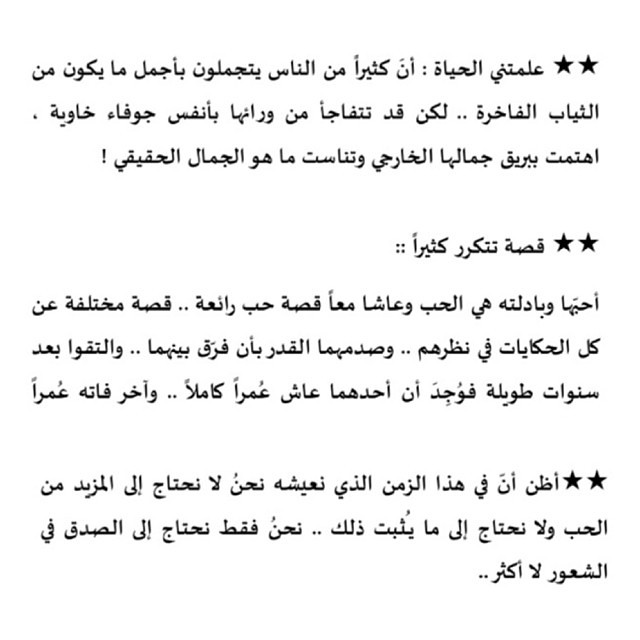 ★★ علمتني الحياة : أنَ كثيراً من الناس يتجملون بأجمل ما يكون من
الثياب الفاخرة .. لكن قد تتفاجأ من ورائها بأنفس جوفاء خاوية ،
اهتمت ببريق جمالها الخارجي وتناست ما هو الجمال الحقيقي !
★★ قصة تتكرر كثيراً ::
أحبّها وبادلته هي الحب وعاشا معاً قصة حب رائعة .. قصة مختلفة عن
كل الحكايات في نظرهم .. وصدمهما القدر بأن فرّق بينهما .. والتقوا بعد
سنوات طويلة فوُجِدَ أن أحدهما عاش عُمراً كاملاً .. وآخر فاته عُمراً
★★أظن أنّ في هذا الزمن الذي نعيشه نحنُ لا نحتاج إلى المزيد من
الحب ولا نحتاج إلى ما يُثبت ذلك .. نحنُ فقط نحتاج إلى الصدق في
الشعور لا أكثر ..